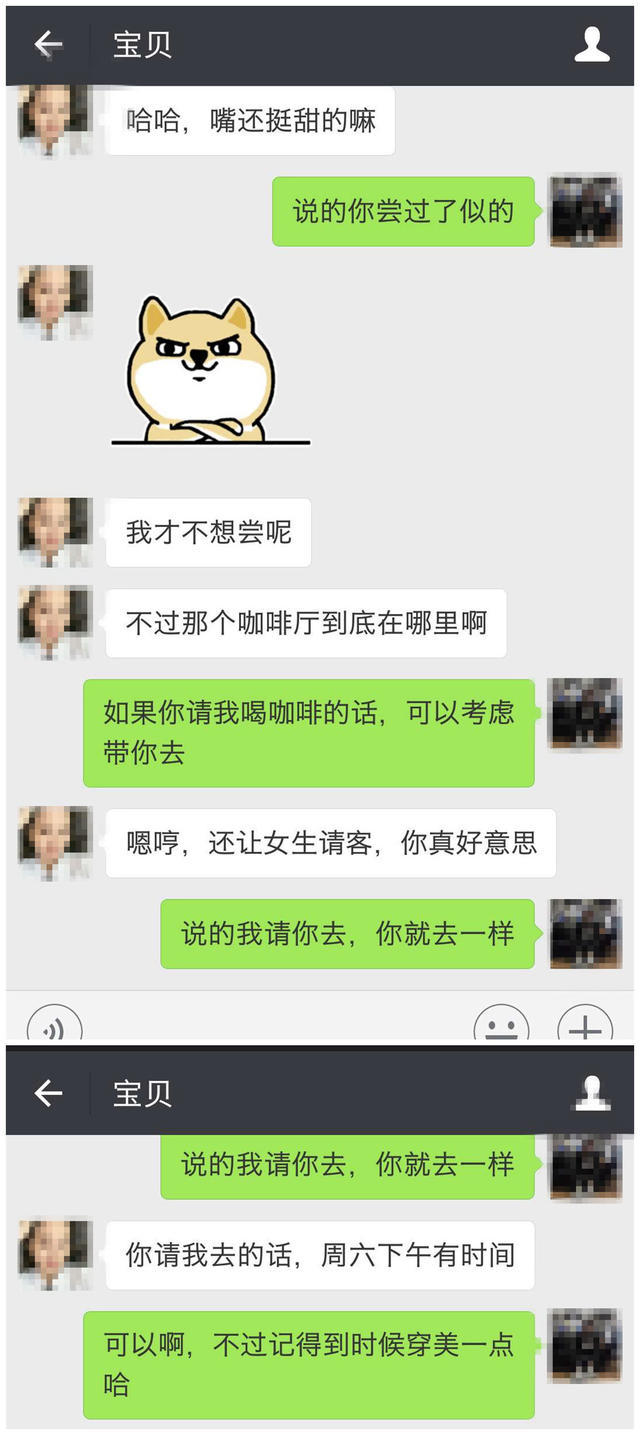 宝贝
哈哈，嘴还挺甜的嘛
说的你尝过了似的
我才不想尝呢
不过那个咖啡厅到底在哪里啊
如果你请我喝咖啡的话，可以考虑
带你去
嗯哼，还让女生请客，你真好意思
说的我请你去，你就去一样
宝贝
说的我请你去，你就去一样
你请我去的话，周六下午有时间
可以啊，不过记得到时候穿美一点
哈